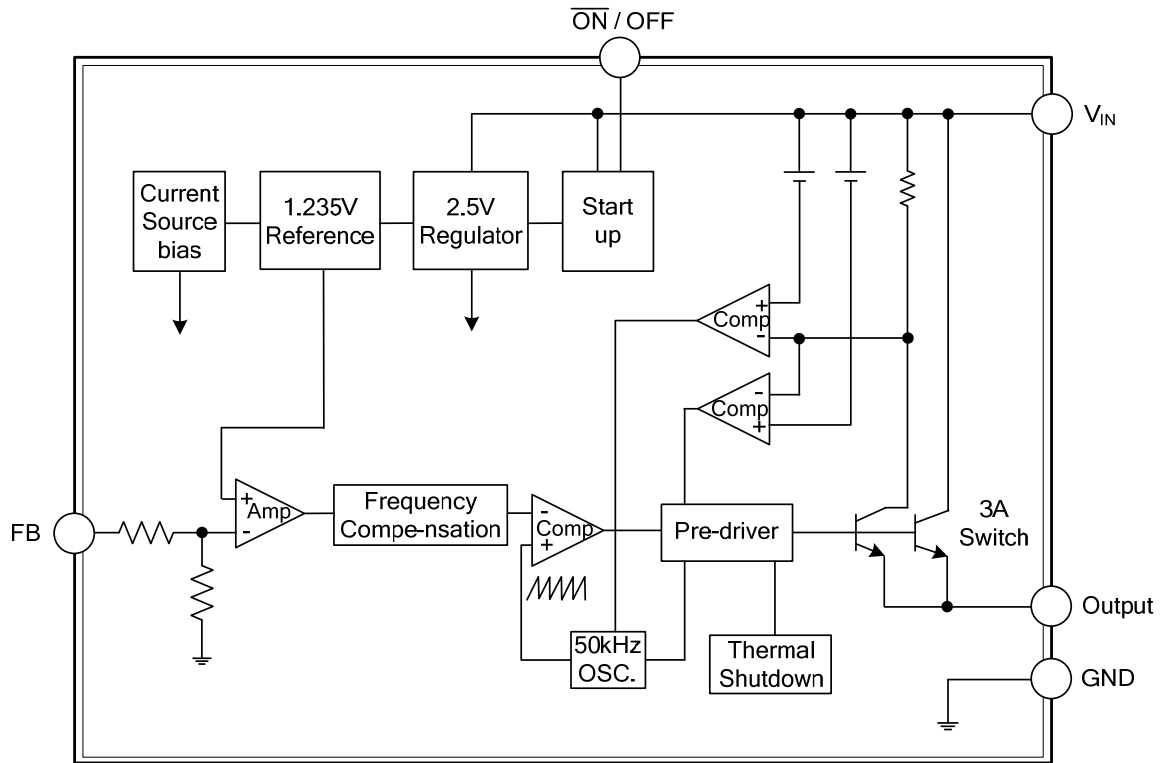 ON / OFF
VIN
Current
Source
bias
1.235V
Reference
2.5V
Regulator
Start
up
+
Comp
-
-
Comp
+
+
Amp
-
FB
Frequency
Compe-nsation
-
Comp
+
Pre-driver
3A
Switch
50kHz
OSC.
Thermal
Shutdown
Output
GND